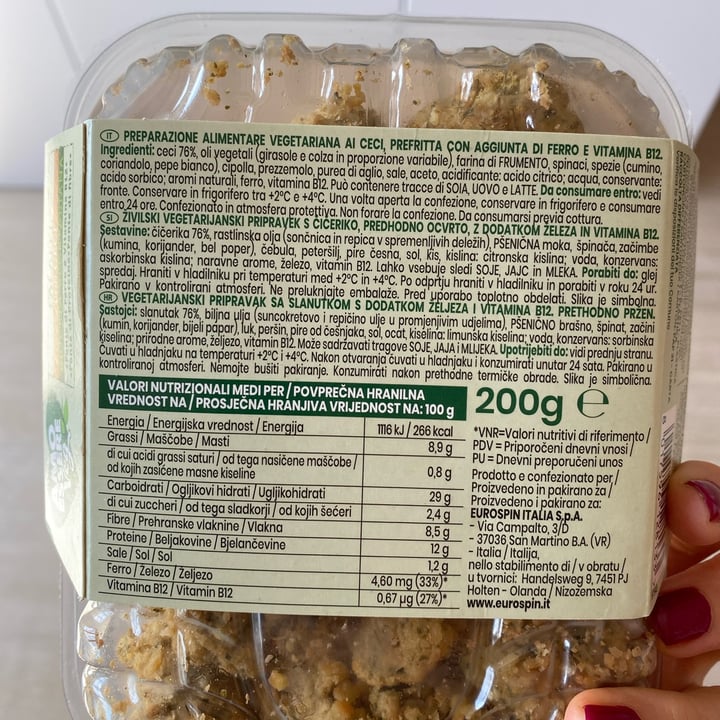 IT PREPARAZIONE ALIMENTARE VEGETARIANA AI CECI, PREFRITTA CON AGGIUNTA DI FERRO E VITAMINA B12.
Ingredienti: ceci 76%, oli vegetali (girasole e colza in proporzione variabile), farina di FRUMENTO, spinaci, spezie (cumino,
coriandolo, pepe bianco), cipolla, prezzemolo, purea di aglio, sale, aceto, acidificante: acido citrico; acqua, conservante:
acido sorbico; aromi naturali, ferro, vitamina B12. Può contenere tracce di SOIA, UOVO e LATTE. Da consumare entro: vedi
fronte. Conservare in frigorifero tra +2°C e +4°C. Una volta aperta la confezione, conservare in frigorifero e consumare
entro 24 ore. Confezionato in atmosfera protettiva. Non forare la confezione. Da consumarsi previa cottura.
SI ŽIVILSKI VEGETARIJANSKI PRIPRAVEK S ČIČERIKO, PREDHODNO OCVRTO, Z DODATKOM ŽELEZA IN VITAMINA B12.
Sestavine: čičerika 76%, rastlinska olja (sončnica in repica v spremenljivih deležih), PŠENIČNA moka, špinača, začimbe
(kumina, korijander, bel poper), čebula, peteršilj, pire česna, sol, kis, kislina: citronska kislina; voda, konzervans:
askorbinska kislina; naravne arome, železo, vitamin B12. Lahko vsebuje sledi SOJE, JAJC in MLEKA. Porabiti do: glej
spredaj. Hraniti v hladilniku pri temperaturi med +2°C in +4°C. Po odprtju hraniti v hladilniku in porabiti v roku 24 ur.
Pakirano v kontrolirani atmosferi. Ne preluknjajte embalaže. Pred uporabo toplotno obdelati. Slika je simbolna.
HR VEGETARIJANSKI PRIPRAVAK SA SLANUTKOM S DODATKOM ŽELJEZA I VITAMINA B12. PRETHODNO PRŽEN.
Sastojci: slanutak 76%, biljna ulja (suncokretovo i repičino ulje u promjenjivim udjelima), PŠENIČNO brašno, špinat, začini
(kumin, korijander, bijeli papar), luk, peršin, pire od češnjaka, sol, ocat, kiselina: limunska kiselina; voda, konzervans: sorbinska
kiselina; prirodne arome, željezo, vitamin B12. Može sadržavati tragove SOJE, JAJA i MLIJEKA. Upotrijebiti do: vidi prednju stranu.
Čuvati u hladnjaku na temperaturi +2°C i +4°C. Nakon otvaranja čuvati u hladnjaku i konzumirati unutar 24 sata. Pakirano u
kontroliranoj atmosferi. Nemojte bušiti pakiranje. Konzumirati nakon prethodne termičke obrade. Slika je simbolična.
VALORI NUTRIZIONALI MEDI PER / POVPREČNA HRANILNA
VREDNOST NA / PROSJEČNA HRANJIVA VRIJEDNOST NA: 100 g
Energia / Energijska vrednost / Energija 1116 kJ / 266 kcal
Grassi / Maščobe / Masti 8,9 g
di cui acidi grassi saturi / od tega nasičene maščobe /
od kojih zasićene masne kiseline 0,8 g
Carboidrati / Ogljikovi hidrati / Ugljikohidrati 29 g
di cui zuccheri / od tega sladkorji / od kojih šećeri 2,4 g
Fibre / Prehranske vlaknine / Vlakna 8,5 g
Proteine / Beljakovine / Bjelančevine 12 g
Sale / Sol / Sol 1,2 g
Ferro / Železo / Željezo 4,60 mg (33%)*
Vitamina B12 / Vitamin B12 0,67 µg (27%)*
200g e
*VNR=Valori nutritivi di riferimento /
PDV = Priporočeni dnevni vnosi /
PU = Dnevni preporučeni unos
Prodotto e confezionato per /
Proizvedeno in pakirano za /
Proizvedeno i pakirano za:
EUROSPIN ITALIA S.p.A.
- Via Campalto, 3/D
- 37036 San Martino B.A. (VR)
- Italia / Italija,
nello stabilimento di / v obratu /
u tvornici: Handelsweg 9, 7451 PJ
Holten - Olanda / Nizozemska
www.eurospin.it